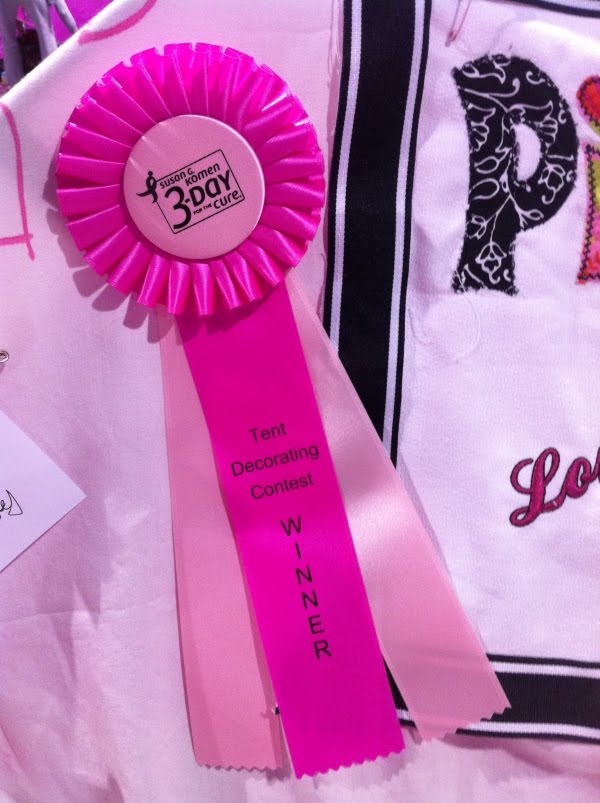 SUSAN G.
KOMEN
3-DAY
FOR THE
CURE.
Tent
Decorating
Contest
WINNER